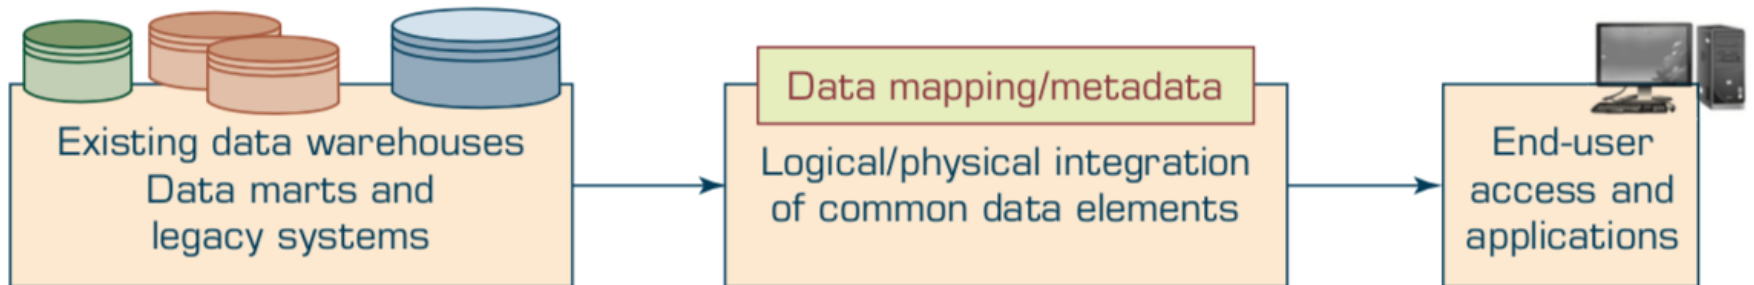 Existing data warehouses
Data marts and
legacy systems
Data mapping/metadata
Logical/physical integration
of common data elements
End-user
access and
applications